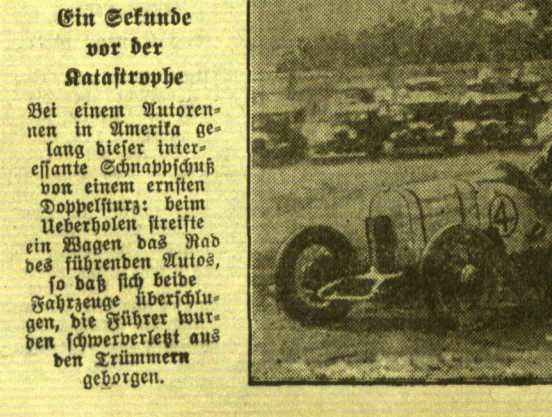 Ein Sekunde
vor der
Katastrophe
Bei einem Autoren-
nen in Amerika ge-
lang dieser inter-
essante Schnappschuß
von einem ernsten
Doppelsturz: beim
Ueberholen streifte
ein Wagen das Rad
des führenden Autos,
so daß sich beide
Fahrzeuge überschlu-
gen, die Führer wur-
den schwerverletzt aus
den Trümmern
geborgen.
4